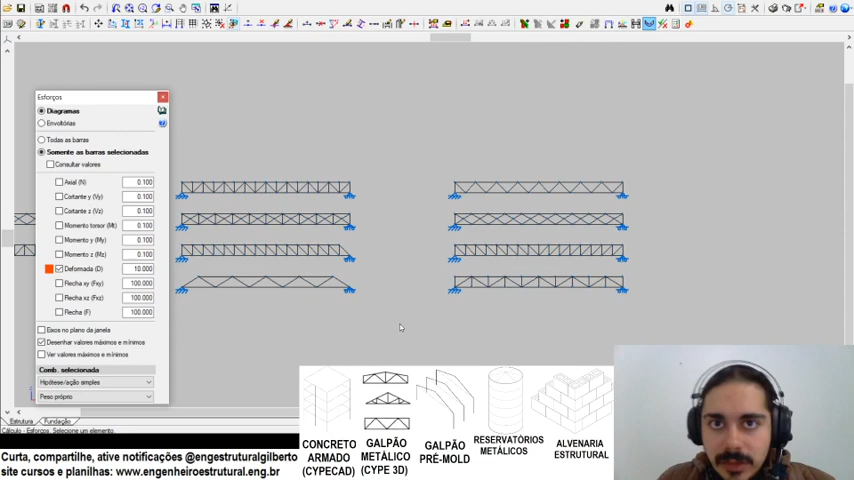 Esforços
Diagramas
Envoltórias
Todas as barras
Somente as barras selecionadas
Consultar valores
Axial (N) 0.100
Cortante y (Vy) 0.100
Cortante z (Vz) 0.100
Momento torsor (Mt) 0.100
Momento y (My) 0.100
Momento z (Mz) 0.100
Deformada (D) 10.000
Flecha xy (Fxy) 100.000
Flecha xz (Fxz) 100.000
Flecha (F) 100.000
Eixos no plano da janela
Desenhar valores máximos e mínimos
Ver valores máximos e mínimos
Comb. selecionada
Hipótese/ação simples
Peso próprio
Estrutura Fundação
Cálculo - Esforços. Selecione um elemento.
Curta, compartilhe, ative notificações @engestruturalgilberto
site cursos e planilhas: www.engenheiroestrutural.eng.br
CONCRETO
ARMADO
(CYPECAD)
GALPÃO
METÀLICO
(CYPE 3D)
GALPÃO
PRÉ-MOLD
RESERVATÓRIOS
METÁLICOS
ALVENARIA
ESTRUTURAL